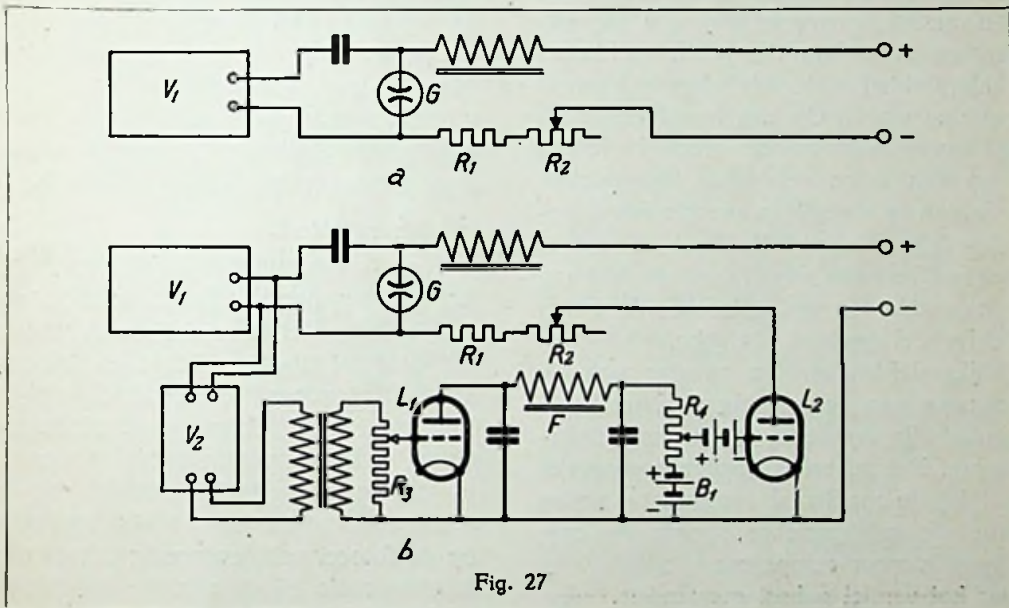 V₁
G
R₁ R₂
+
−
a
V₁
G
R₁ R₂
+
−
V₂
R₃
L₁
F
R₄
+ −
+
−
B₁
L₂
b
Fig. 27